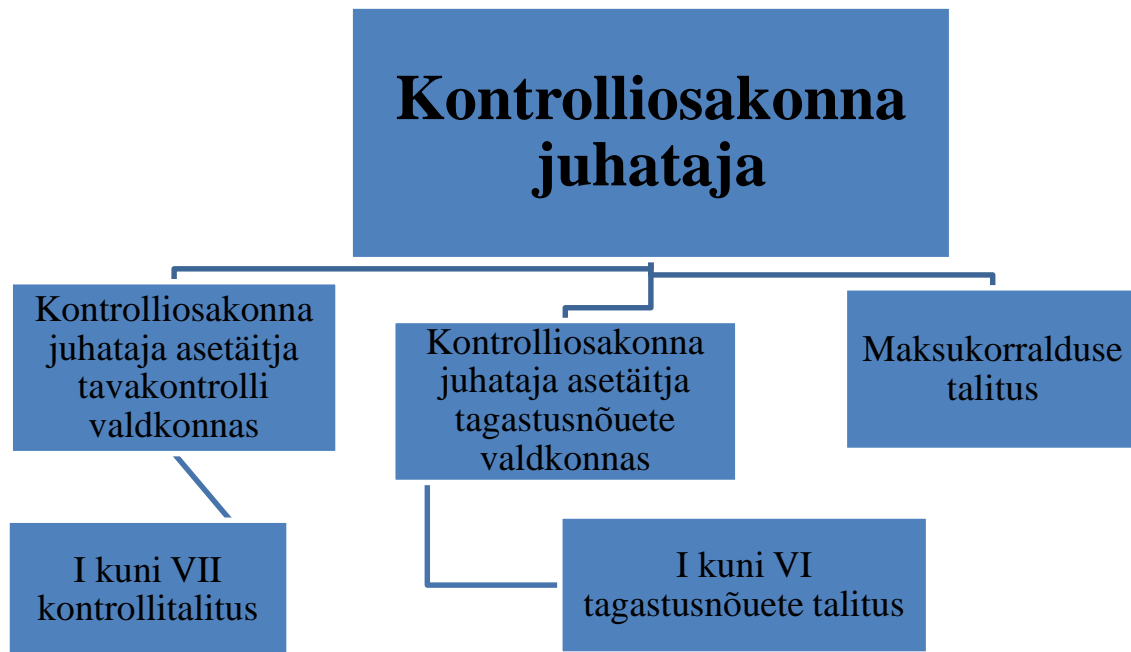 Kontrolliosakonna
juhataja
Kontrolliosakonna
juhataja asetäitja
tavakontrolli
valdkonnas
Kontrolliosakonna
juhataja asetäitja
tagastusnõuete
valdkonnas
Maksukorralduse
talitus
I kuni VII
kontrollitalitus
I kuni VI
tagastusnõuete talitus